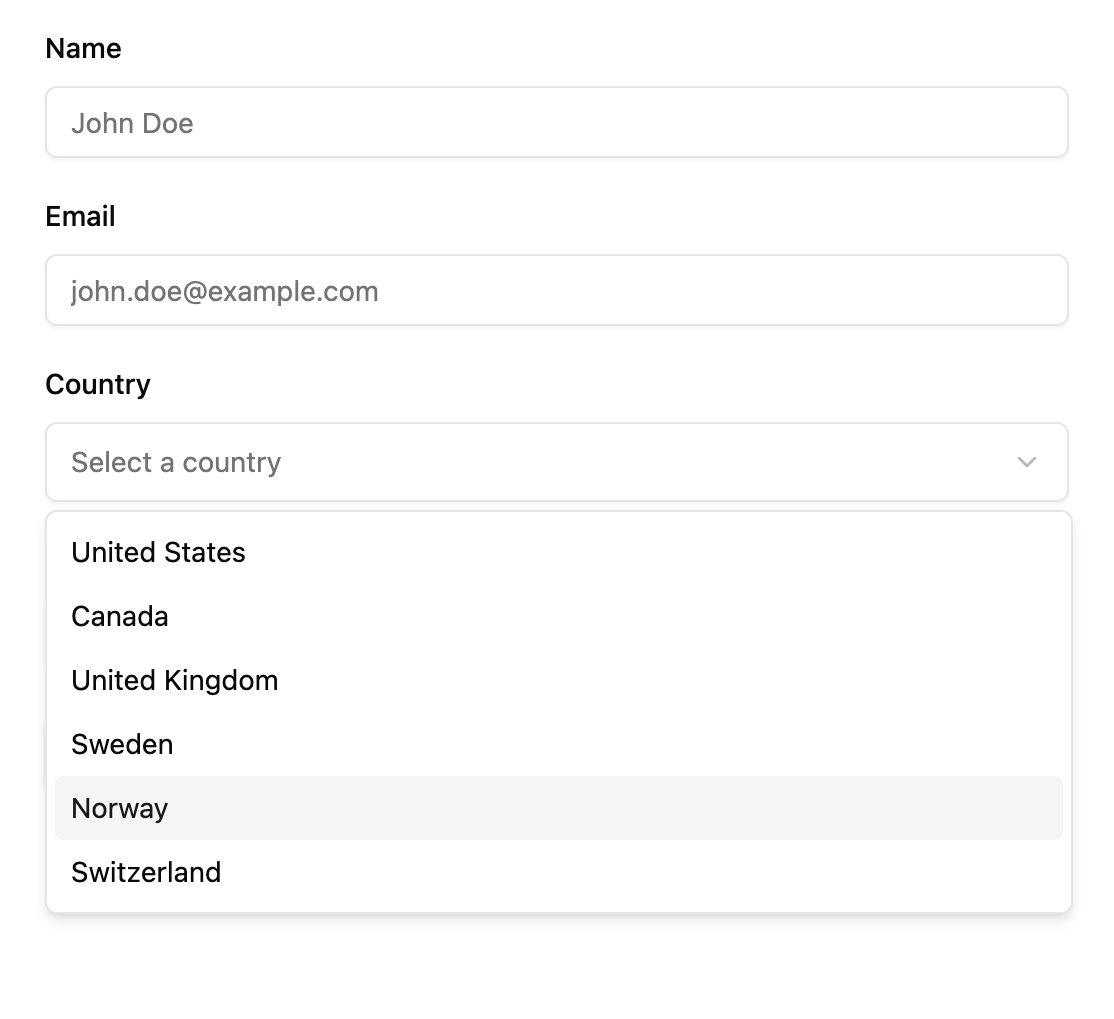 Name
John Doe
Email
john.doe@example.com
Country
Select a country
United States
Canada
United Kingdom
Sweden
Norway
Switzerland